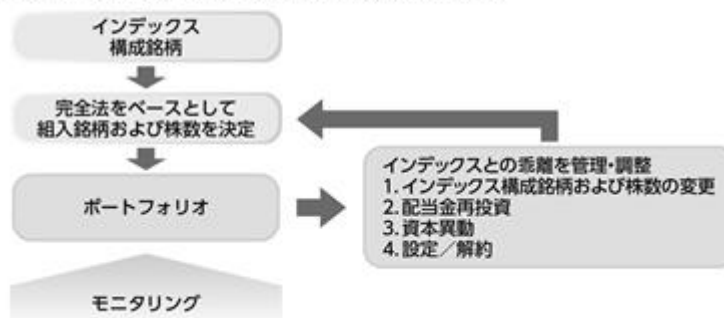 インデックス
構成銘柄
完全法をベースとして
組入銘柄および株数を決定
ポートフォリオ
インデックスとの乖離を管理・調整
1.インデックス構成銘柄および株数の変更
2.配当金再投資
3.資本異動
4.設定／解約
モニタリング